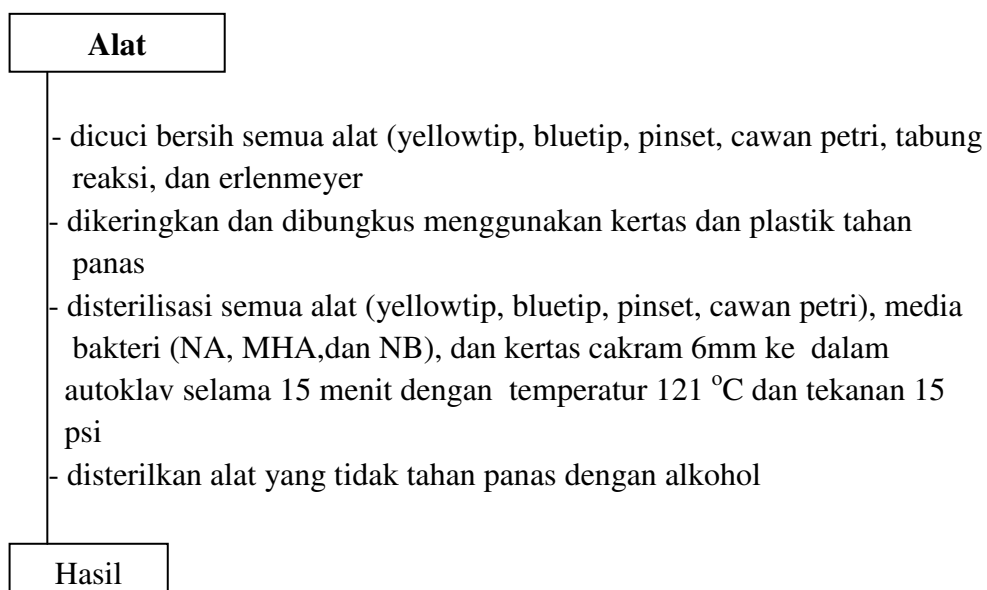 Alat
- dicuci bersih semua alat (yellowtip, bluetip, pinset, cawan petri, tabung
reaksi, dan erlenmeyer
- dikeringkan dan dibungkus menggunakan kertas dan plastik tahan
panas
- disterilisasi semua alat (yellowtip, bluetip, pinset, cawan petri), media
bakteri (NA, MHA,dan NB), dan kertas cakram 6mm ke dalam
autoklav selama 15 menit dengan temperatur 121 °C dan tekanan 15
psi
- disterilkan alat yang tidak tahan panas dengan alkohol
Hasil